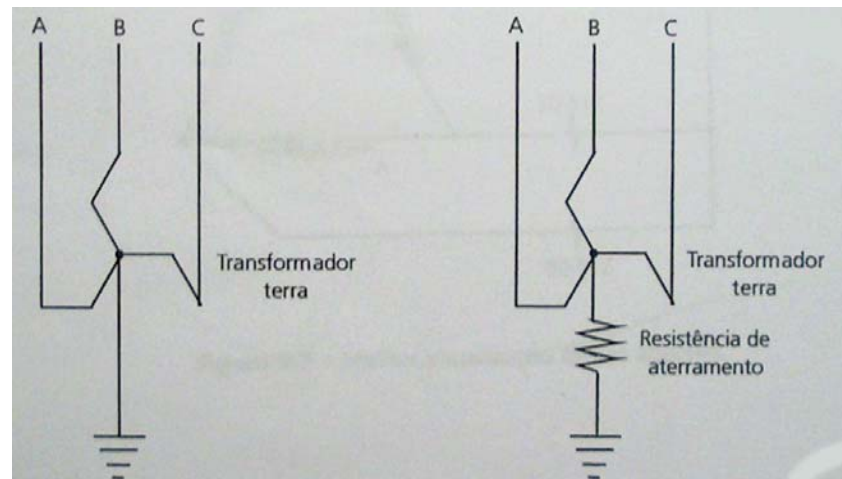 A B C
Transformador
terra
A B C
Transformador
terra
Resistência de
aterramento